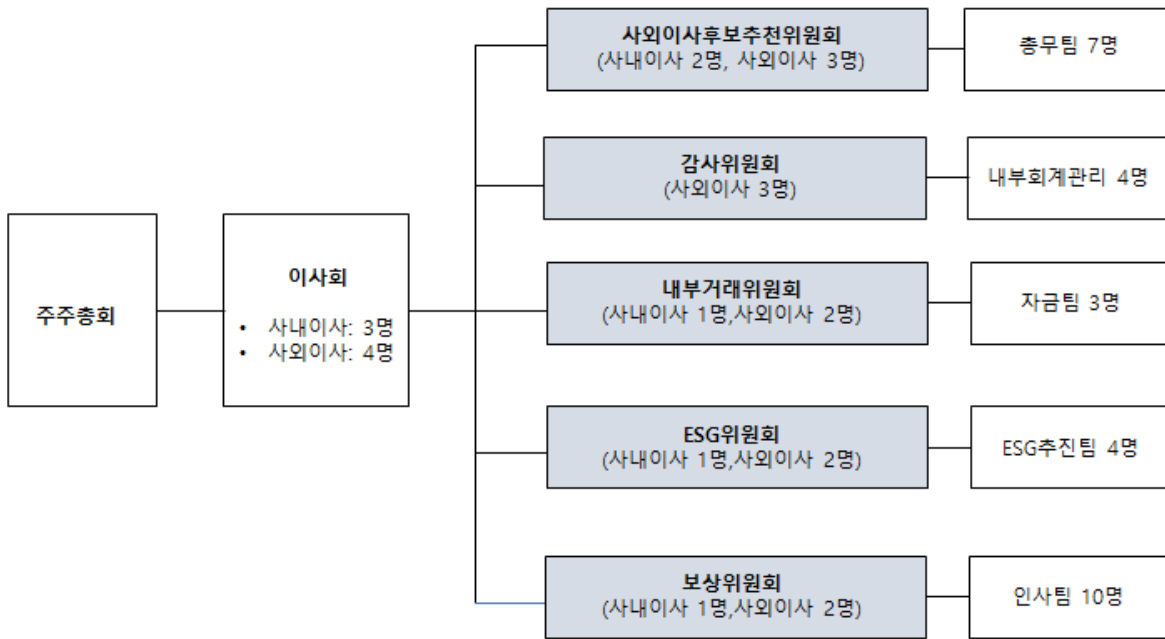 주주총회
이사회
• 사내이사: 3명
• 사외이사: 4명
사외이사후보추천위원회
(사내이사 2명, 사외이사 3명)
총무팀 7명
감사위원회
(사외이사 3명)
내부회계관리 4명
내부거래위원회
(사내이사 1명,사외이사 2명)
자금팀 3명
ESG위원회
(사내이사 1명,사외이사 2명)
ESG추진팀 4명
보상위원회
(사내이사 1명,사외이사 2명)
인사팀 10명